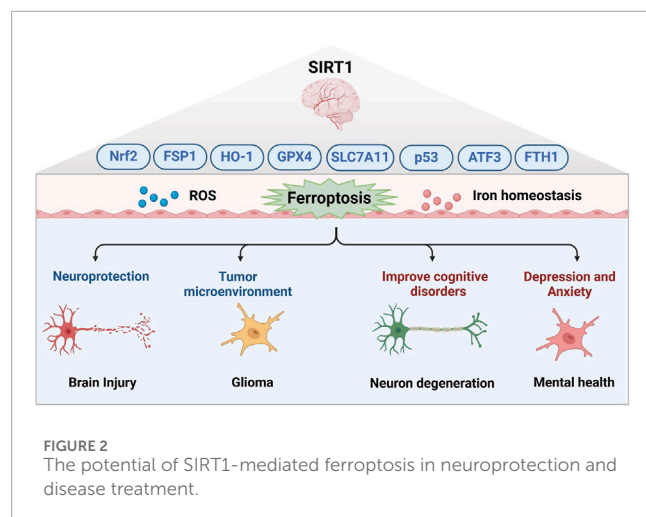 SIRT1
Nrf2 FSP1 HO-1 GPX4 SLC7A11 p53 ATF3 FTH1
ROS Ferroptosis Iron homeostasis
Neuroprotection Tumor microenvironment Improve cognitive disorders Depression and Anxiety
Brain Injury Glioma Neuron degeneration Mental health
FIGURE 2
The potential of SIRT1-mediated ferroptosis in neuroprotection and
disease treatment.